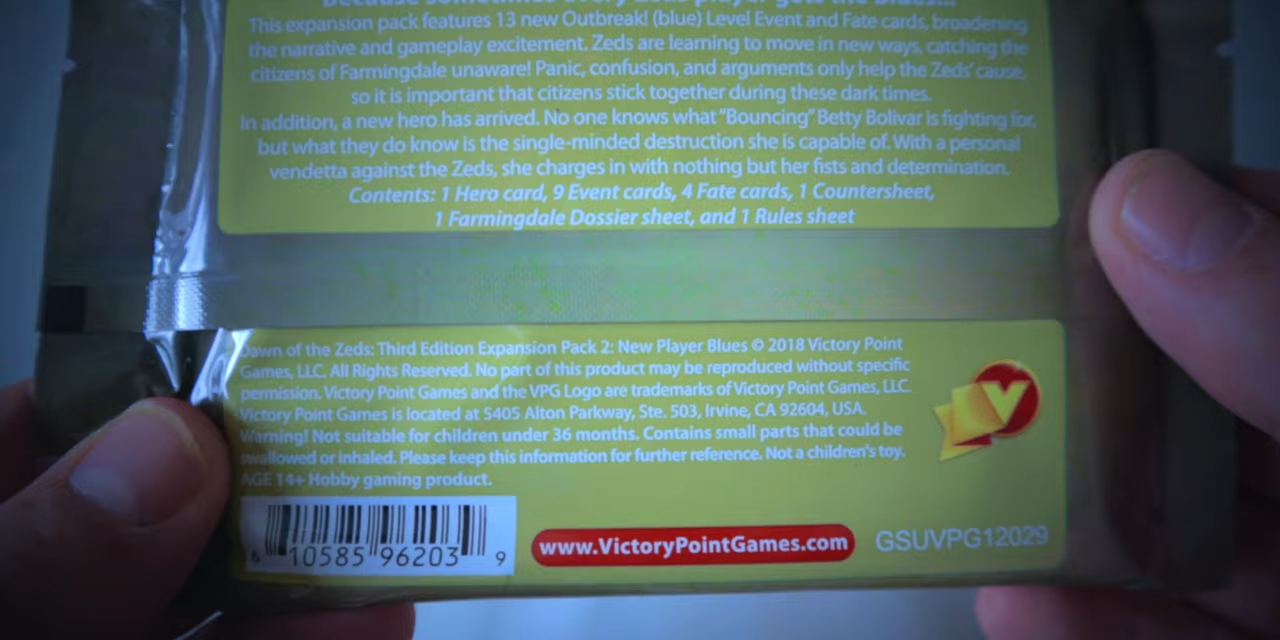 Because sometimes every Zeds player gets the blues...
This expansion pack features 13 new Outbreak! (blue) Level Event and Fate cards, broadening
the narrative and gameplay excitement. Zeds are learning to move in new ways, catching the
citizens of Farmingdale unaware! Panic, confusion, and arguments only help the Zeds' cause,
so it is important that citizens stick together during these dark times.
In addition, a new hero has arrived. No one knows what "Bouncing" Betty Bolivar is fighting for,
but what they do know is the single-minded destruction she is capable of. With a personal
vendetta against the Zeds, she charges in with nothing but her fists and determination.
Contents: 1 Hero card, 9 Event cards, 4 Fate cards, 1 Countersheet,
1 Farmingdale Dossier sheet, and 1 Rules sheet
Dawn of the Zeds: Third Edition Expansion Pack 2: New Player Blues © 2018 Victory Point
Games, LLC, All Rights Reserved. No part of this product may be reproduced without specific
permission. Victory Point Games and the VPG Logo are trademarks of Victory Point Games, LLC.
Victory Point Games is located at 5405 Alton Parkway, Ste. 503, Irvine, CA 92604, USA.
Warning! Not suitable for children under 36 months. Contains small parts that could be
swallowed or inhaled. Please keep this information for further reference. Not a children's toy.
AGE 14+ Hobby gaming product.
V
6 10585 96203 9
www.VictoryPointGames.com
GSUVPG12029